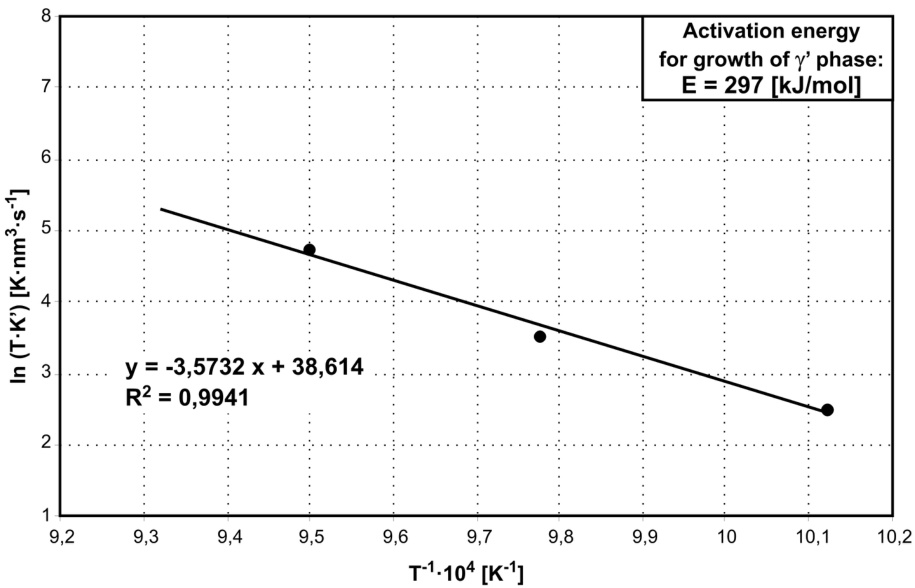 Activation energy
for growth of γ’ phase:
E = 297 [kJ/mol]
8
7
6
5
4
3
2
1
ln (T·K’) [K·nm³·s⁻¹]
y = -3,5732 x + 38,614
R² = 0,9941
9,2 9,3 9,4 9,5 9,6 9,7 9,8 9,9 10 10,1 10,2
T⁻¹·10⁴ [K⁻¹]